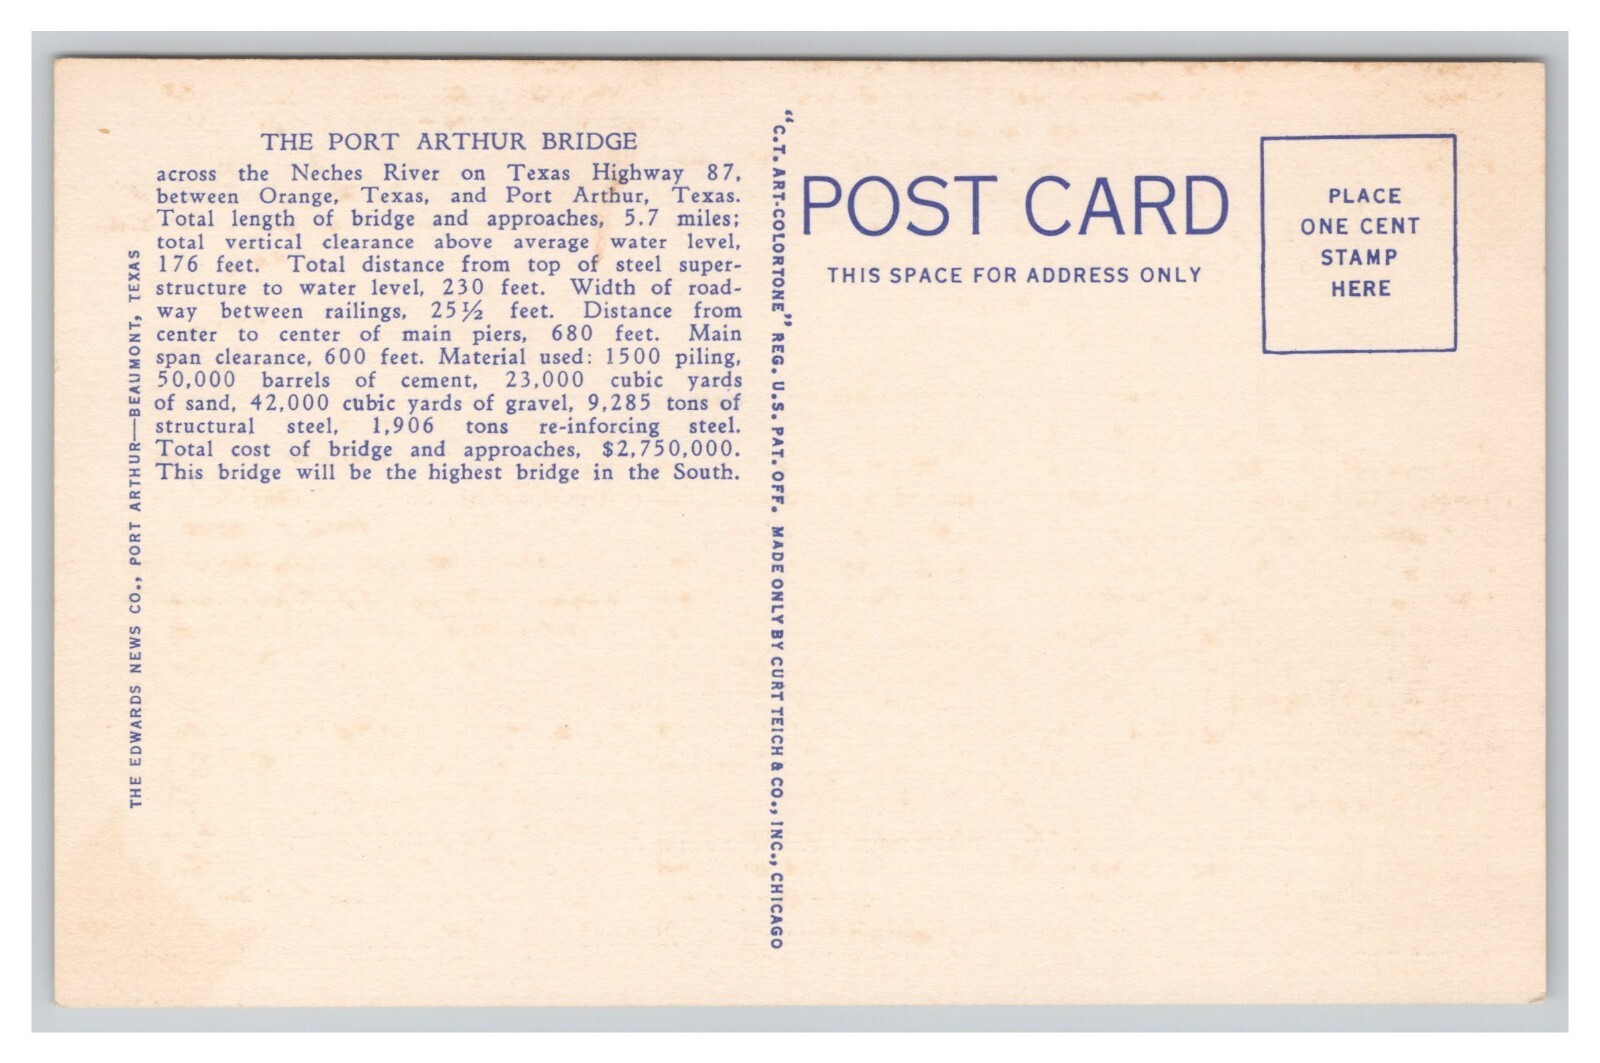 THE PORT ARTHUR BRIDGE
across the Neches River on Texas Highway 87,
between Orange, Texas, and Port Arthur, Texas.
Total length of bridge and approaches, 5.7 miles;
total vertical clearance above average water level,
176 feet. Total distance from top of steel super-
structure to water level, 230 feet. Width of road-
way between railings, 25½ feet. Distance from
center to center of main piers, 680 feet. Main
span clearance, 600 feet. Material used: 1500 piling,
50,000 barrels of cement, 23,000 cubic yards
of sand, 42,000 cubic yards of gravel, 9,285 tons of
structural steel, 1,906 tons re-inforcing steel.
Total cost of bridge and approaches, $2,750,000.
This bridge will be the highest bridge in the South.
THE EDWARDS NEWS CO., PORT ARTHUR—BEAUMONT, TEXAS
"C.T. ART-COLORTONE" REG. U.S. PAT. OFF. MADE ONLY BY CURT TEICH & CO., INC., CHICAGO
POST CARD
THIS SPACE FOR ADDRESS ONLY
PLACE
ONE CENT
STAMP
HERE